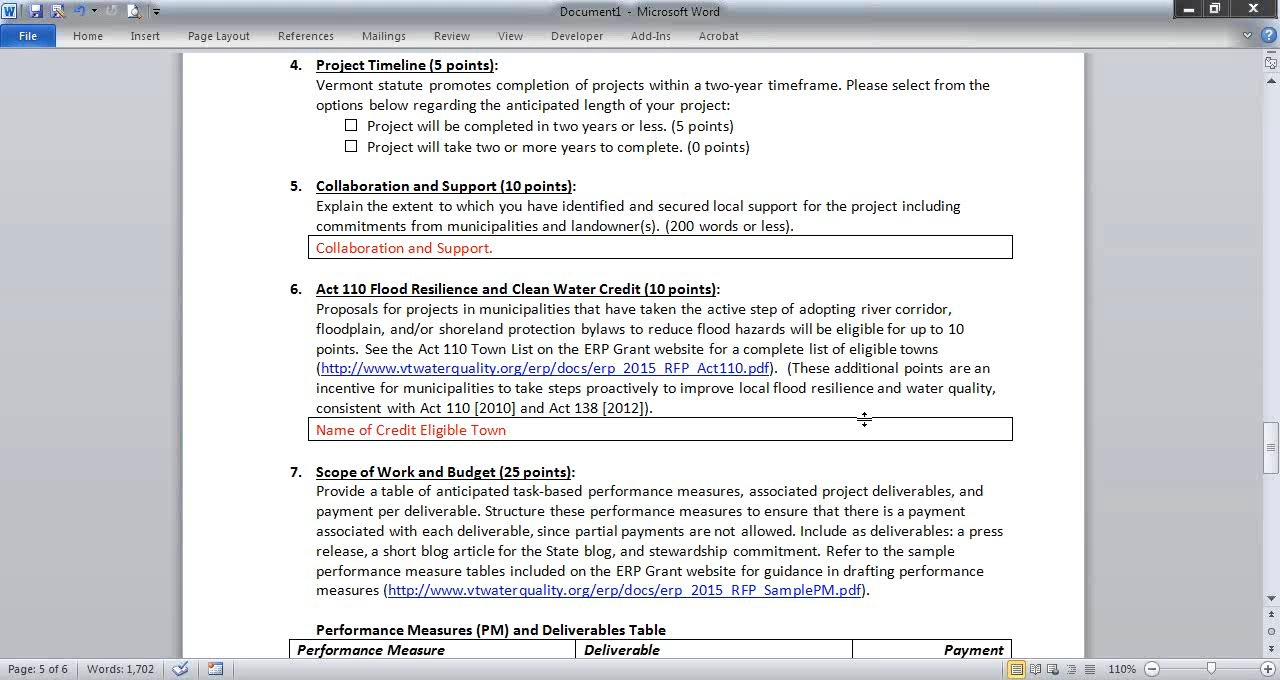 Document1 - Microsoft Word
File Home Insert Page Layout References Mailings Review View Developer Add-Ins Acrobat
4. Project Timeline (5 points):
Vermont statute promotes completion of projects within a two-year timeframe. Please select from the
options below regarding the anticipated length of your project:
Project will be completed in two years or less. (5 points)
Project will take two or more years to complete. (0 points)
5. Collaboration and Support (10 points):
Explain the extent to which you have identified and secured local support for the project including
commitments from municipalities and landowner(s). (200 words or less).
Collaboration and Support.
6. Act 110 Flood Resilience and Clean Water Credit (10 points):
Proposals for projects in municipalities that have taken the active step of adopting river corridor,
floodplain, and/or shoreland protection bylaws to reduce flood hazards will be eligible for up to 10
points. See the Act 110 Town List on the ERP Grant website for a complete list of eligible towns
(http://www.vtwaterquality.org/erp/docs/erp_2015_RFP_Act110.pdf). (These additional points are an
incentive for municipalities to take steps proactively to improve local flood resilience and water quality,
consistent with Act 110 [2010] and Act 138 [2012]).
Name of Credit Eligible Town
7. Scope of Work and Budget (25 points):
Provide a table of anticipated task-based performance measures, associated project deliverables, and
payment per deliverable. Structure these performance measures to ensure that there is a payment
associated with each deliverable, since partial payments are not allowed. Include as deliverables: a press
release, a short blog article for the State blog, and stewardship commitment. Refer to the sample
performance measure tables included on the ERP Grant website for guidance in drafting performance
measures (http://www.vtwaterquality.org/erp/docs/erp_2015_RFP_SamplePM.pdf).
Performance Measures (PM) and Deliverables Table
Performance Measure Deliverable Payment
Page: 5 of 6 Words: 1,702 110%